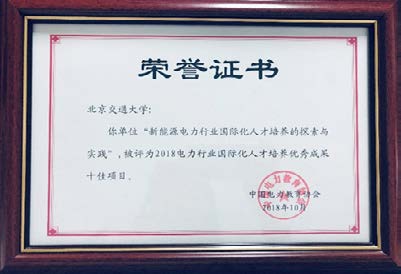 荣誉证书
北京交通大学:
你单位“新能源电力行业国际化人才培养的探索与
实践”,被评为2018电力行业国际化人才培养优秀成果
十佳项目。
中国电力教育协会
2018年10月